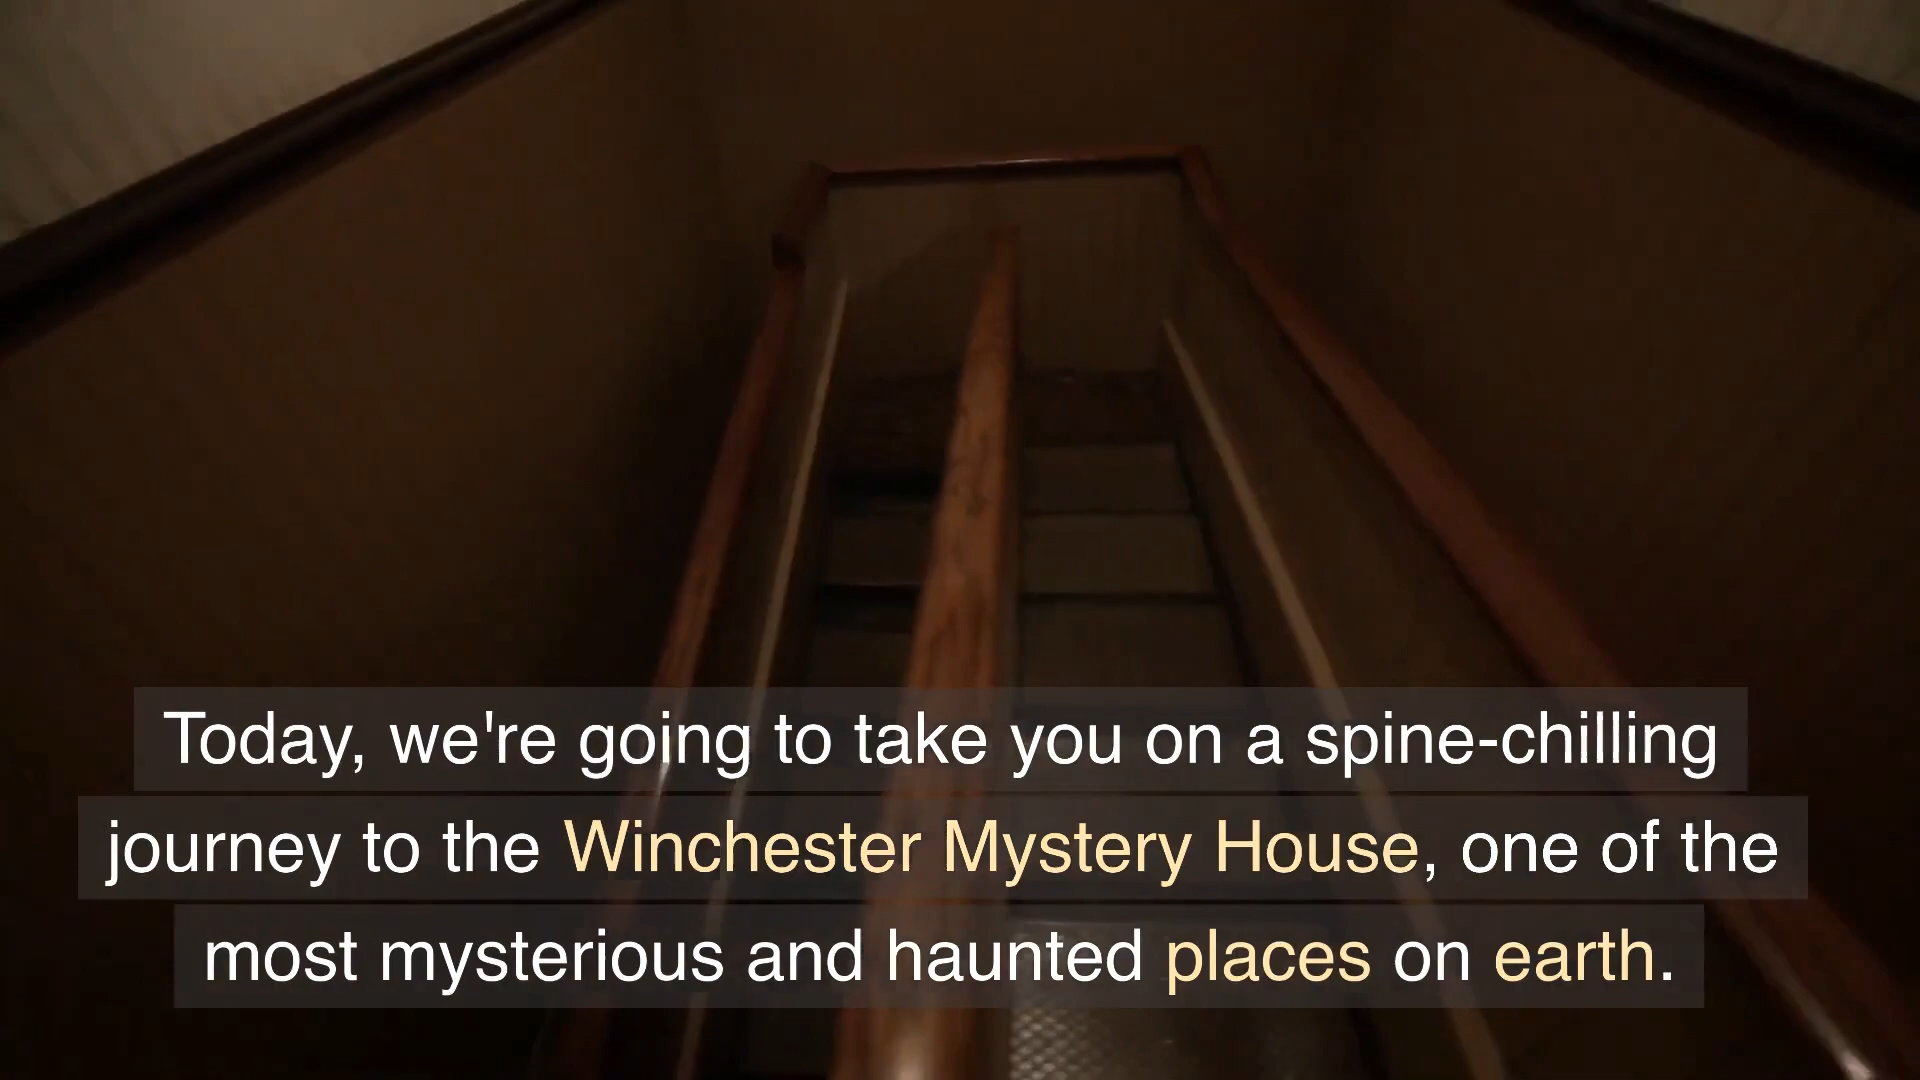 Today, we're going to take you on a spine-chilling
journey to the Winchester Mystery House, one of the
most mysterious and haunted places on earth.